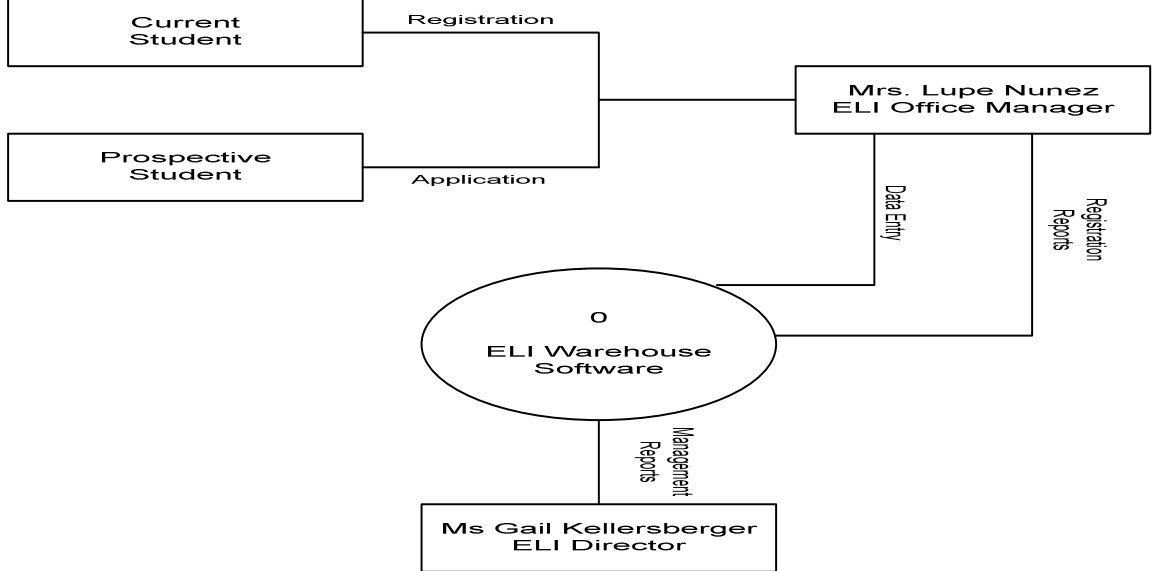 Current
Student
Registration
Mrs. Lupe Nunez
ELI Office Manager
Prospective
Student
Application
Data Entry
Registration
Reports
o
ELI Warehouse
Software
Management
Reports
Ms Gail Kellersberger
ELI Director